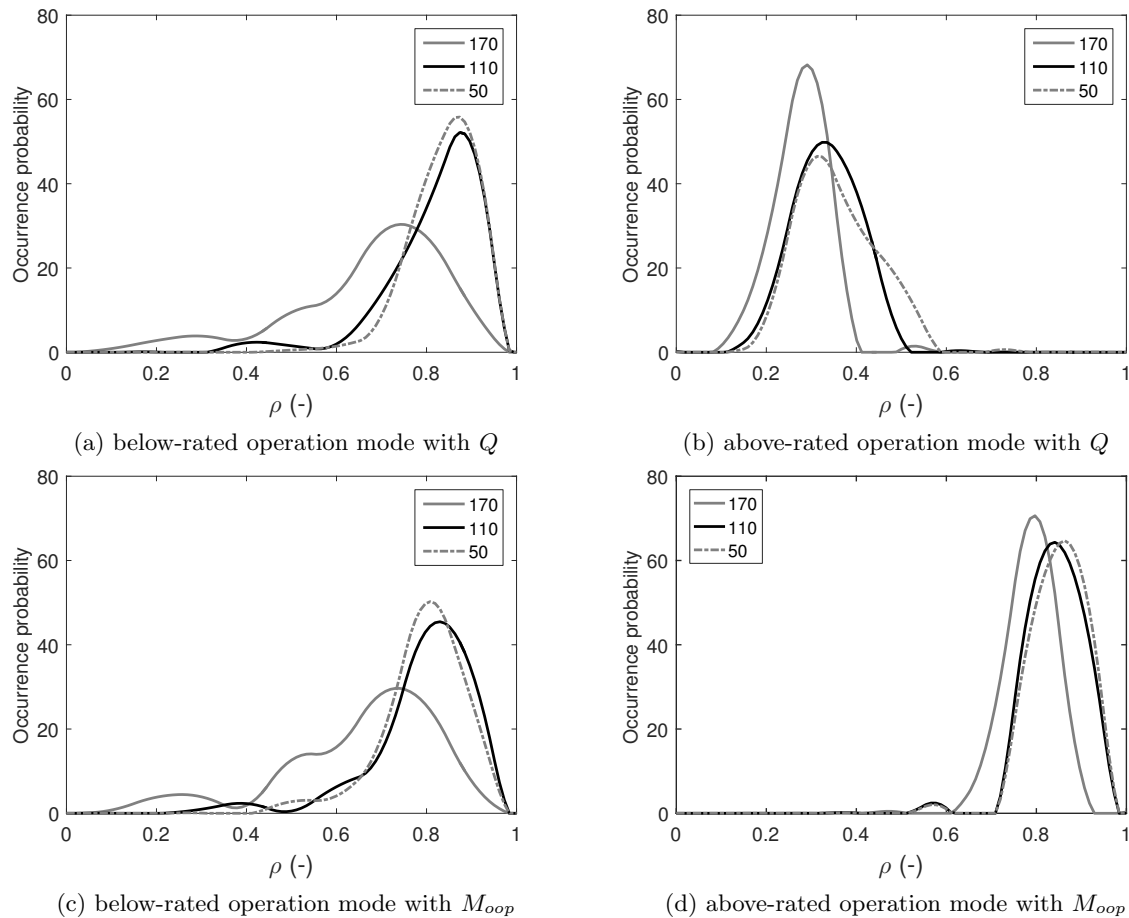 80
60
40
20
0
Occurrence probability
170
110
50
0 0.2 0.4 0.6 0.8 1
ρ (-)
(a) below-rated operation mode with Q
80
60
40
20
0
Occurrence probability
170
110
50
0 0.2 0.4 0.6 0.8 1
ρ (-)
(b) above-rated operation mode with Q
80
60
40
20
0
Occurrence probability
170
110
50
0 0.2 0.4 0.6 0.8 1
ρ (-)
(c) below-rated operation mode with M_oop
80
60
40
20
0
Occurrence probability
170
110
50
0 0.2 0.4 0.6 0.8 1
ρ (-)
(d) above-rated operation mode with M_oop